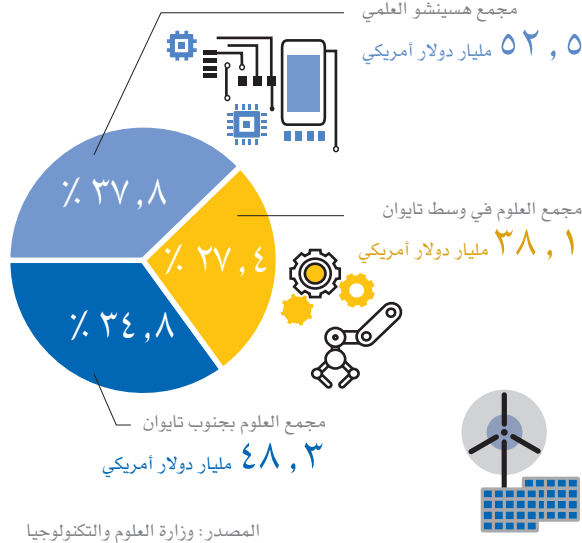 مجمع هسينشو العلمي
٥٢,٥ مليار دولار أمريكي
٣٧,٨ ٪
مجمع العلوم في وسط تايوان
٣٨,١ مليار دولار أمريكي
٢٧,٤ ٪
٣٤,٨ ٪
مجمع العلوم بجنوب تايوان
٤٨,٣ مليار دولار أمريكي
المصدر: وزارة العلوم والتكنولوجيا